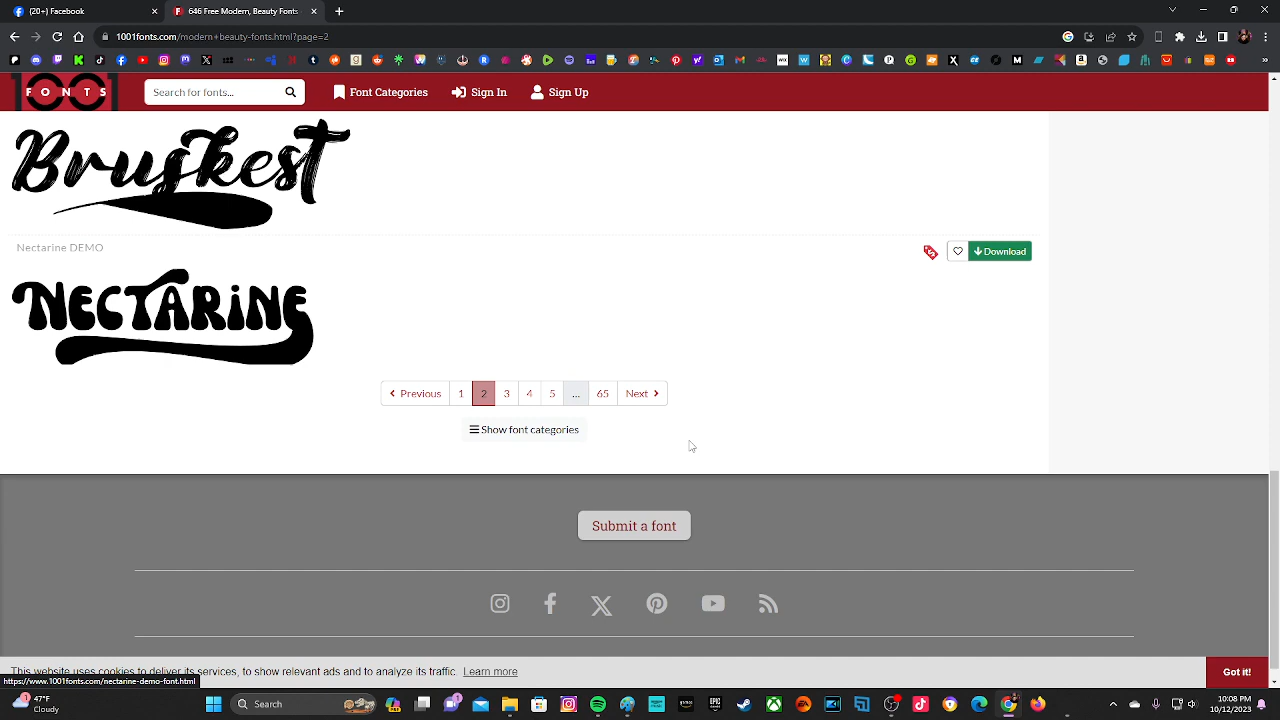 (20+) Facebook
646 Free Modern, Beauty Fonts
1001fonts.com/modern+beauty-fonts.html?page=2
FONTS
Search for fonts...
Font Categories
Sign In
Sign Up
Bruskest
Nectarine DEMO
Download
NECTARiNE
Previous 1 2 3 4 5 ... 65 Next
Show font categories
Submit a font
This website uses cookies to deliver its services, to show relevant ads and to analyze its traffic. Learn more
Got it!
https://www.1001fonts.com/nectarine-demo-font.html
47°F
Cloudy
Search
10:08 PM
10/12/2023